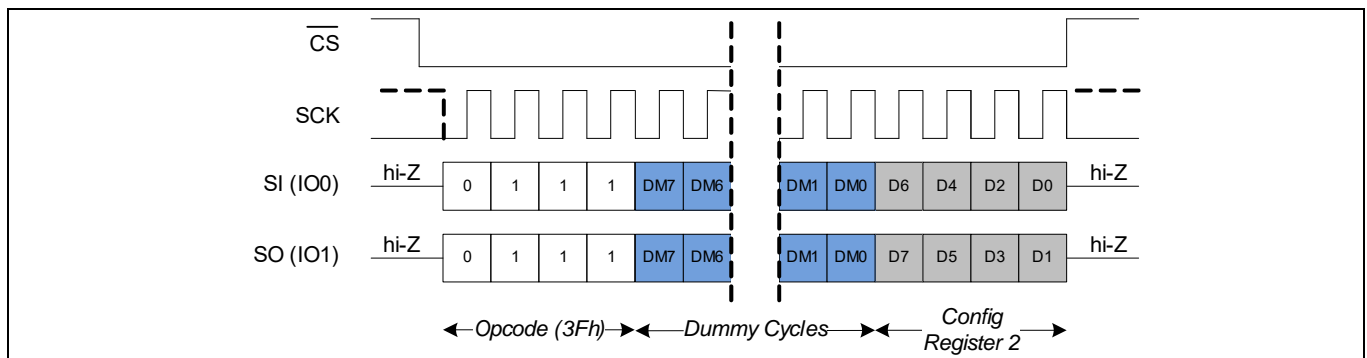 CS
SCK
hi-Z hi-Z
SI (IO0) 0 1 1 1 DM7 DM6 DM1 DM0 D6 D4 D2 D0
hi-Z hi-Z
SO (IO1) 0 1 1 1 DM7 DM6 DM1 DM0 D7 D5 D3 D1
Opcode (3Fh) Dummy Cycles Config
Register 2